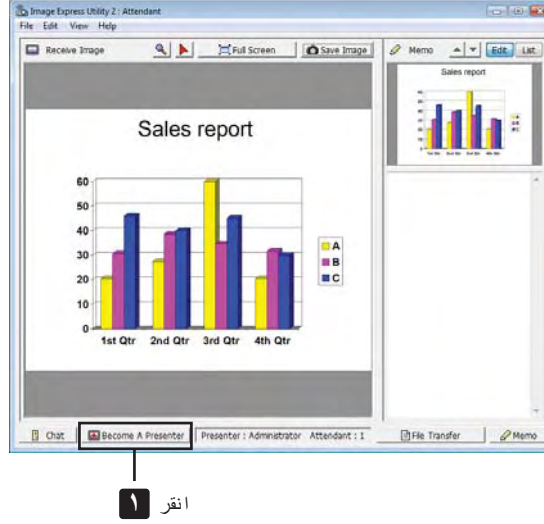 Image Express Utility 2 : Attendant
File Edit View Help
Receive Image Full Screen Save Image Memo Edit List
Sales report
Sales report
60
50
40
30
20
10
0
1st Qtr 2nd Qtr 3rd Qtr 4th Qtr
A
B
C
Chat Become A Presenter Presenter : Administrator Attendant : 1 File Transfer Memo
انقر ١